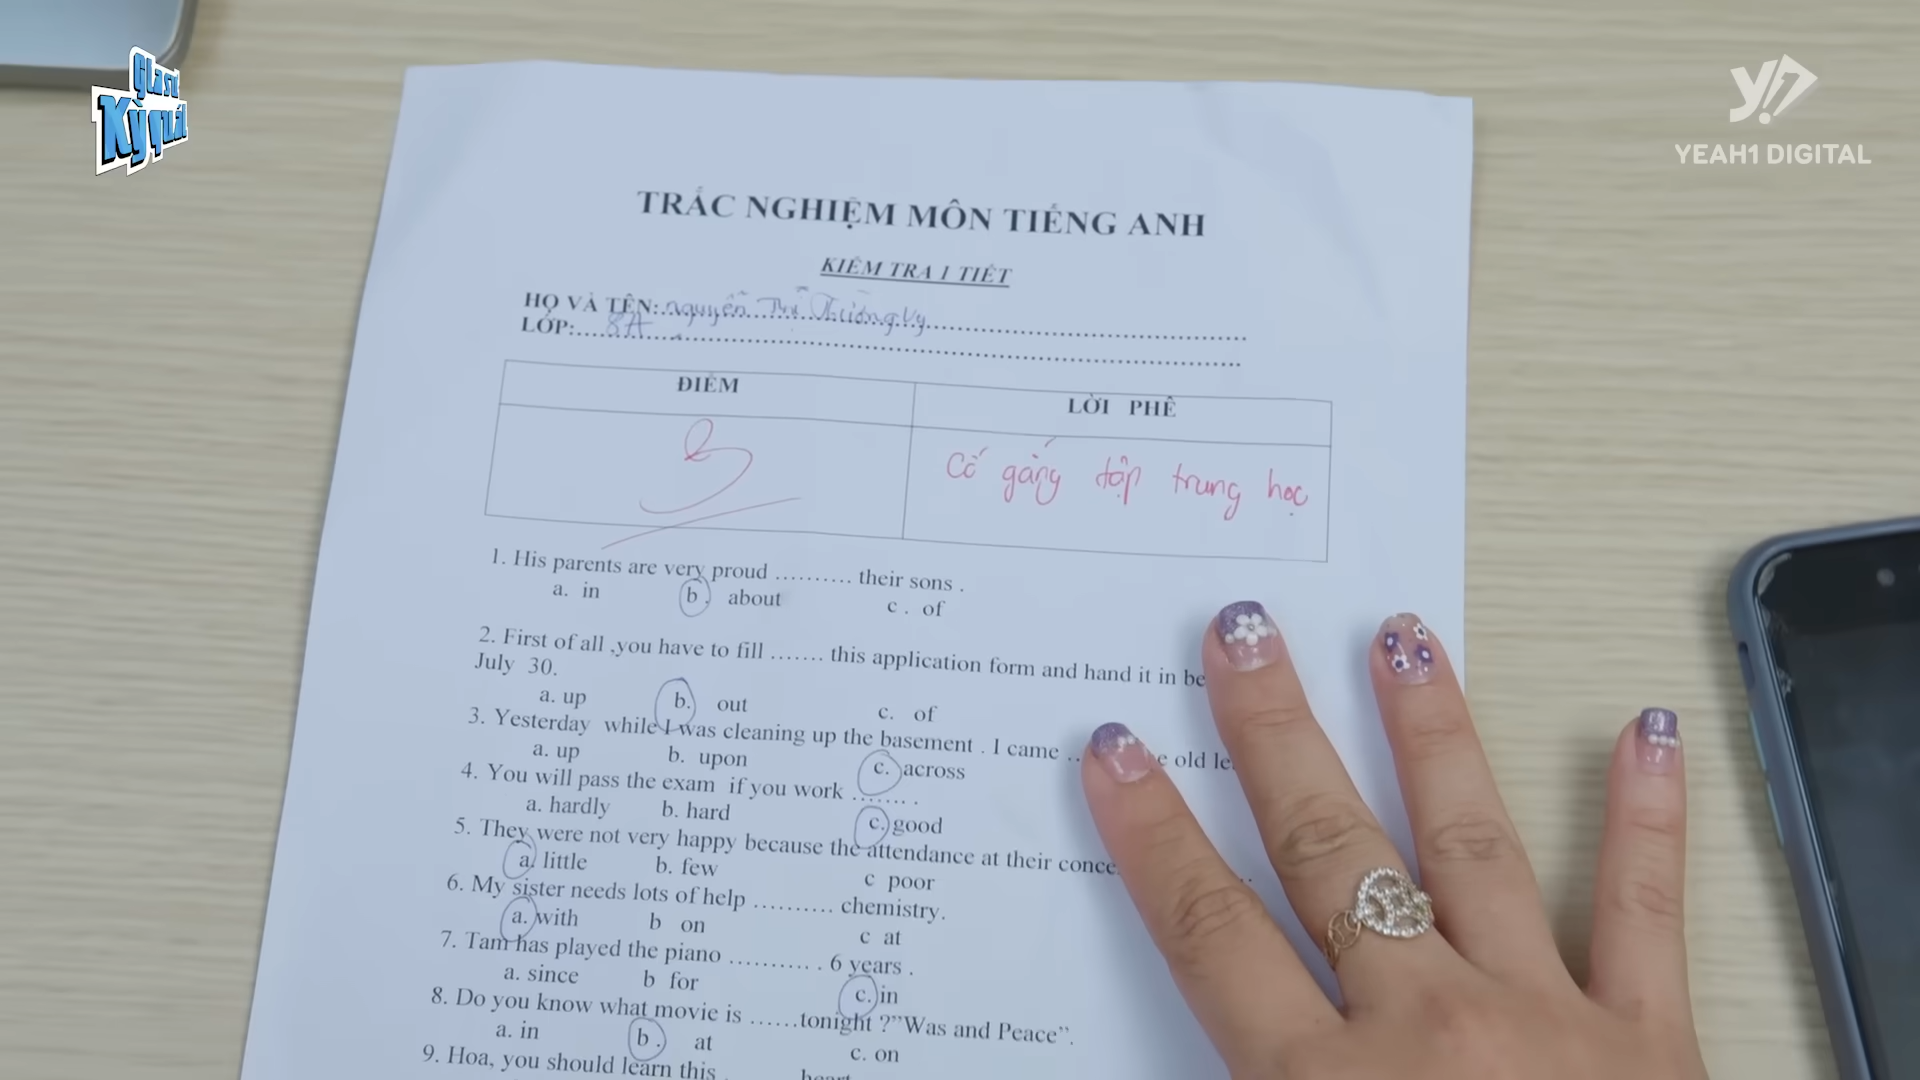 Gia sư
Kỳ quái
Y!
YEAH1 DIGITAL
TRẮC NGHIỆM MÔN TIẾNG ANH
KIỂM TRA 1 TIẾT
HỌ VÀ TÊN: Nguyễn Thị Thường Vy
LỚP: 8A
ĐIỂM
LỜI PHÊ
3
Cố gắng tập trung học
1. His parents are very proud .......... their sons .
a. in b. about c . of
2. First of all ,you have to fill ....... this application form and hand it in be
July 30.
a. up b. out c. of
3. Yesterday while I was cleaning up the basement . I came .. e old le
a. up b. upon c. across
4. You will pass the exam if you work ....... .
a. hardly b. hard c. good
5. They were not very happy because the attendance at their conce
a. little b. few c poor
6. My sister needs lots of help .......... chemistry.
a. with b on c at
7. Tam has played the piano .......... . 6 years .
a. since b for c. in
8. Do you know what movie is ......tonight ?"Was and Peace".
a. in b . at c. on
9. Hoa, you should learn this heart